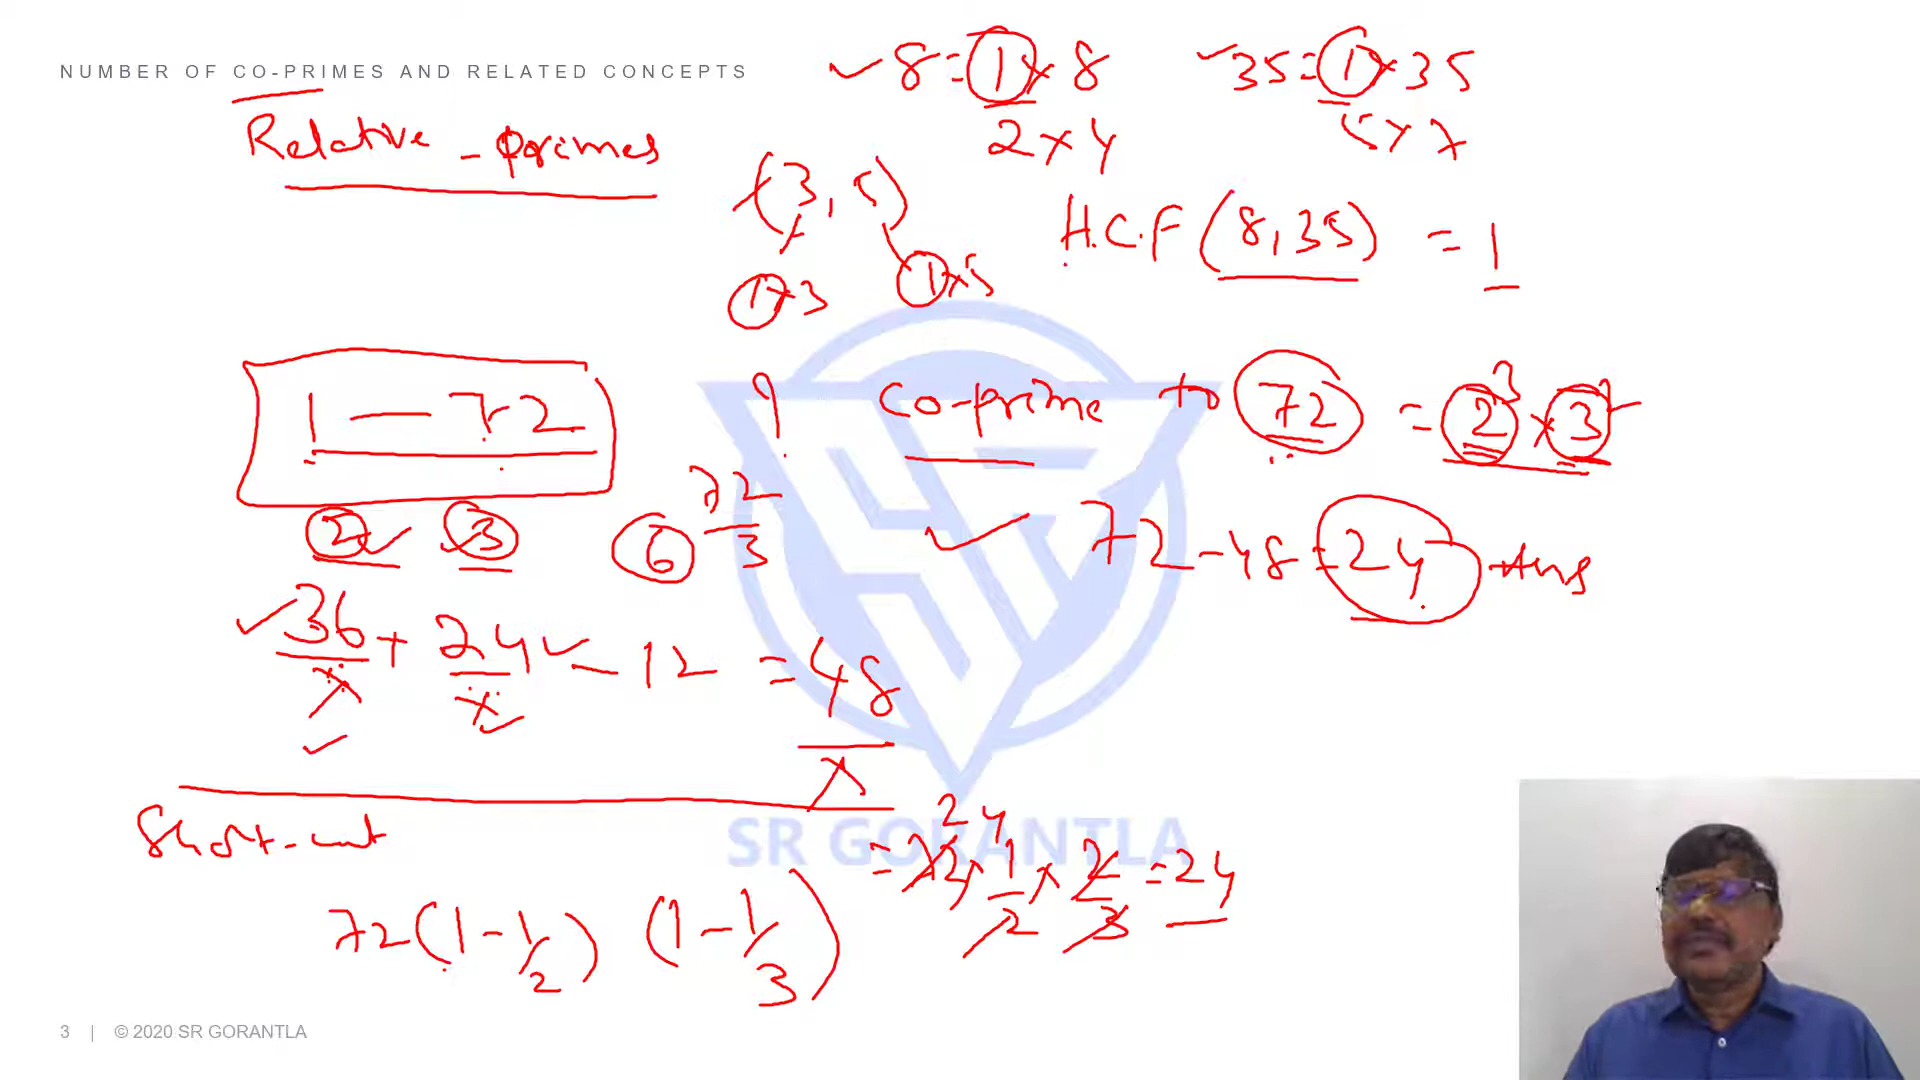 NUMBER OF CO-PRIMES AND RELATED CONCEPTS
Relative - primes
8 = 1 × 8
2 × 4
35 = 1 × 35
5 × 7
(3, 5)
1×3
1×5
H.C.F (8,35) = 1
1 — 72
? co-prime to 72 = 2³ × 3²
2 3 6 72/3
72 - 48 = 24 Ans
36 + 24 - 12 = 48
Short-cut
72 (1 - 1/2) (1 - 1/3) = 72 × 1/2 × 2/3 = 24
24
SR GORANTLA
3 | © 2020 SR GORANTLA